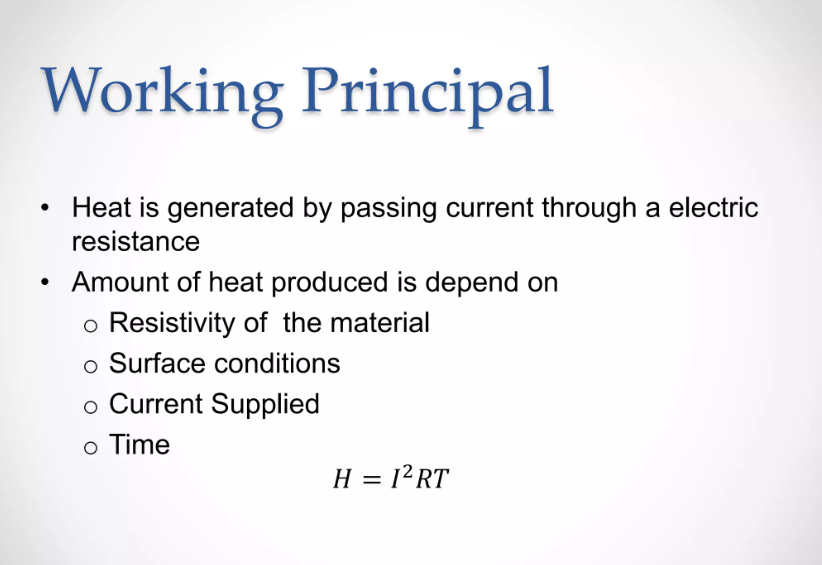 Working Principal
• Heat is generated by passing current through a electric
resistance
• Amount of heat produced is depend on
o Resistivity of  the material
o Surface conditions
o Current Supplied
o Time
H = I²RT